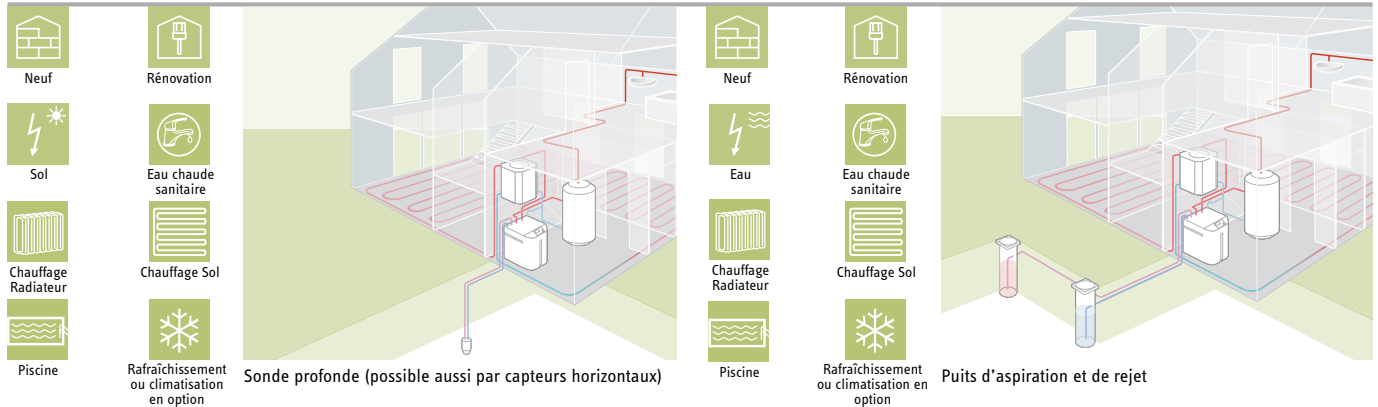 Neuf
Rénovation
Sol
Eau chaude
sanitaire
Chauffage
Radiateur
Chauffage Sol
Piscine
Rafraîchissement
ou climatisation
en option
Sonde profonde (possible aussi par capteurs horizontaux)
Neuf
Rénovation
Eau
Eau chaude
sanitaire
Chauffage
Radiateur
Chauffage Sol
Piscine
Rafraîchissement
ou climatisation en
option
Puits d’aspiration et de rejet